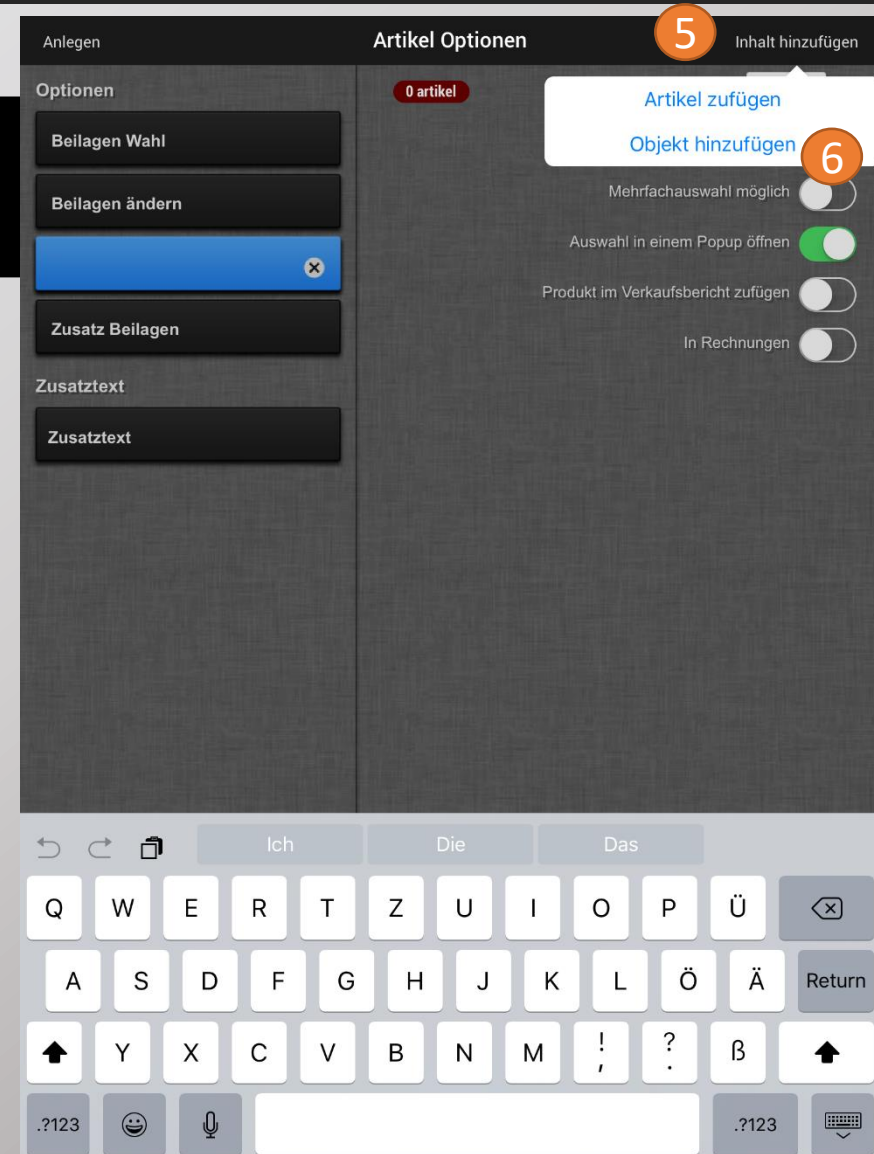 Anlegen
Artikel Optionen
5
Inhalt hinzufügen
Optionen
0 artikel
Artikel zufügen
Objekt hinzufügen
6
Beilagen Wahl
Beilagen ändern
Zusatz Beilagen
Zusatztext
Zusatztext
Mehrfachauswahl möglich
Auswahl in einem Popup öffnen
Produkt im Verkaufsbericht zufügen
In Rechnungen
Ich Die Das
Q W E R T Z U I O P Ü
A S D F G H J K L Ö Ä Return
Y X C V B N M ! , ? . ß
.?123 .?123